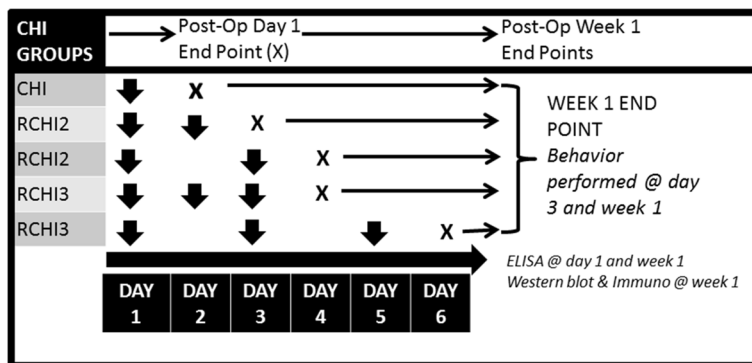 CHI
GROUPS
Post-Op Day 1
End Point (X)
Post-Op Week 1
End Points
CHI
X
RCHI2
X
RCHI2
X
RCHI3
X
RCHI3
X
WEEK 1 END
POINT
Behavior
performed @ day
3 and week 1
ELISA @ day 1 and week 1
Western blot & Immuno @ week 1
DAY DAY DAY DAY DAY DAY
1 2 3 4 5 6